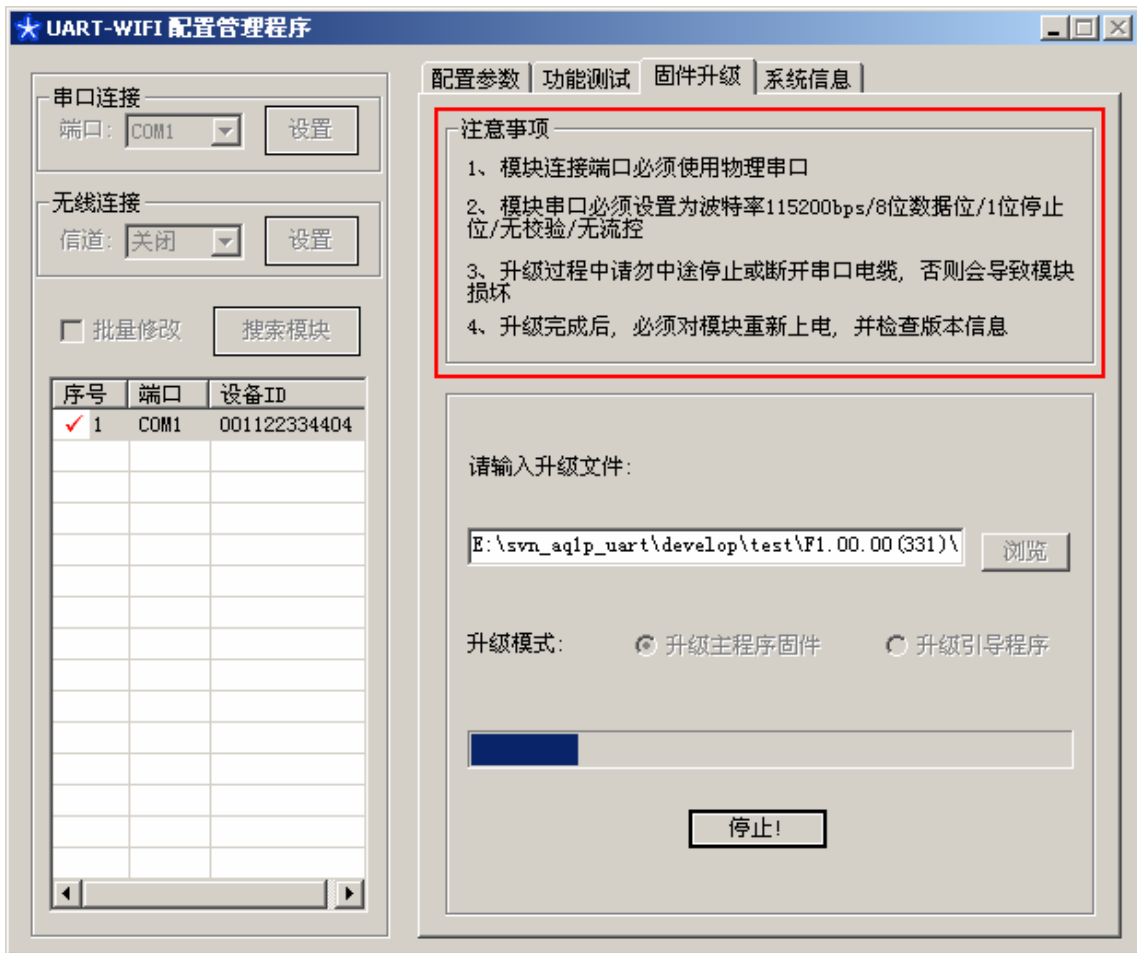 UART-WIFI 配置管理程序
串口连接
端口: COM1 设置
无线连接
信道: 关闭 设置
批量修改 搜索模块
序号 端口 设备ID
1 COM1 001122334404
配置参数 功能测试 固件升级 系统信息
注意事项
1、模块连接端口必须使用物理串口
2、模块串口必须设置为波特率115200bps/8位数据位/1位停止
位/无校验/无流控
3、升级过程中请勿中途停止或断开串口电缆, 否则会导致模块
损坏
4、升级完成后, 必须对模块重新上电, 并检查版本信息
请输入升级文件:
E:\svn_aq1p_uart\develop\test\F1.00.00(331)\ 浏览
升级模式: 升级主程序固件 升级引导程序
停止!